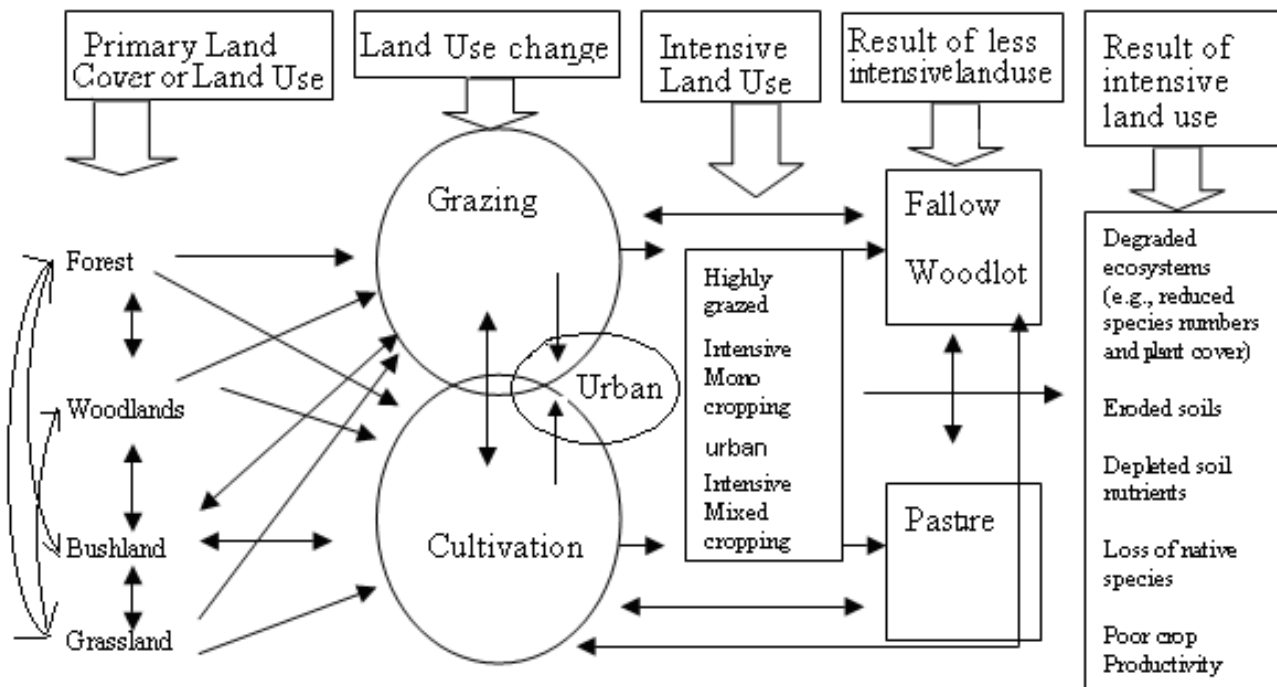 Primary Land
Cover or Land Use
Land Use change
Intensive
Land Use
Result of less
intensive landuse
Result of
intensive
land use
Forest
Woodlands
Bushland
Grassland
Grazing
Urban
Cultivation
Highly
grazed
Intensive
Mono
cropping
urban
Intensive
Mixed
cropping
Fallow
Woodlot
Pasture
Degraded
ecosystems
(e.g., reduced
species numbers
and plant cover)
Eroded soils
Depleted soil
nutrients
Loss of native
species
Poor crop
Productivity